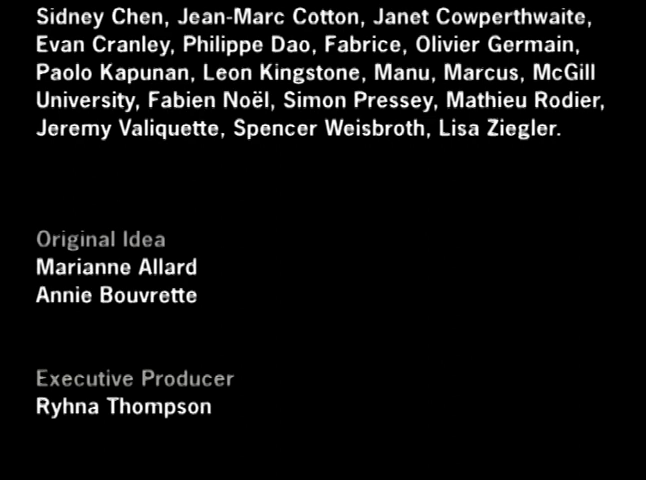 Sidney Chen, Jean-Marc Cotton, Janet Cowperthwaite,
Evan Cranley, Philippe Dao, Fabrice, Olivier Germain,
Paolo Kapunan, Leon Kingstone, Manu, Marcus, McGill
University, Fabien Noël, Simon Pressey, Mathieu Rodier,
Jeremy Valiquette, Spencer Weisbroth, Lisa Ziegler.
Original Idea
Marianne Allard
Annie Bouvrette
Executive Producer
Ryhna Thompson